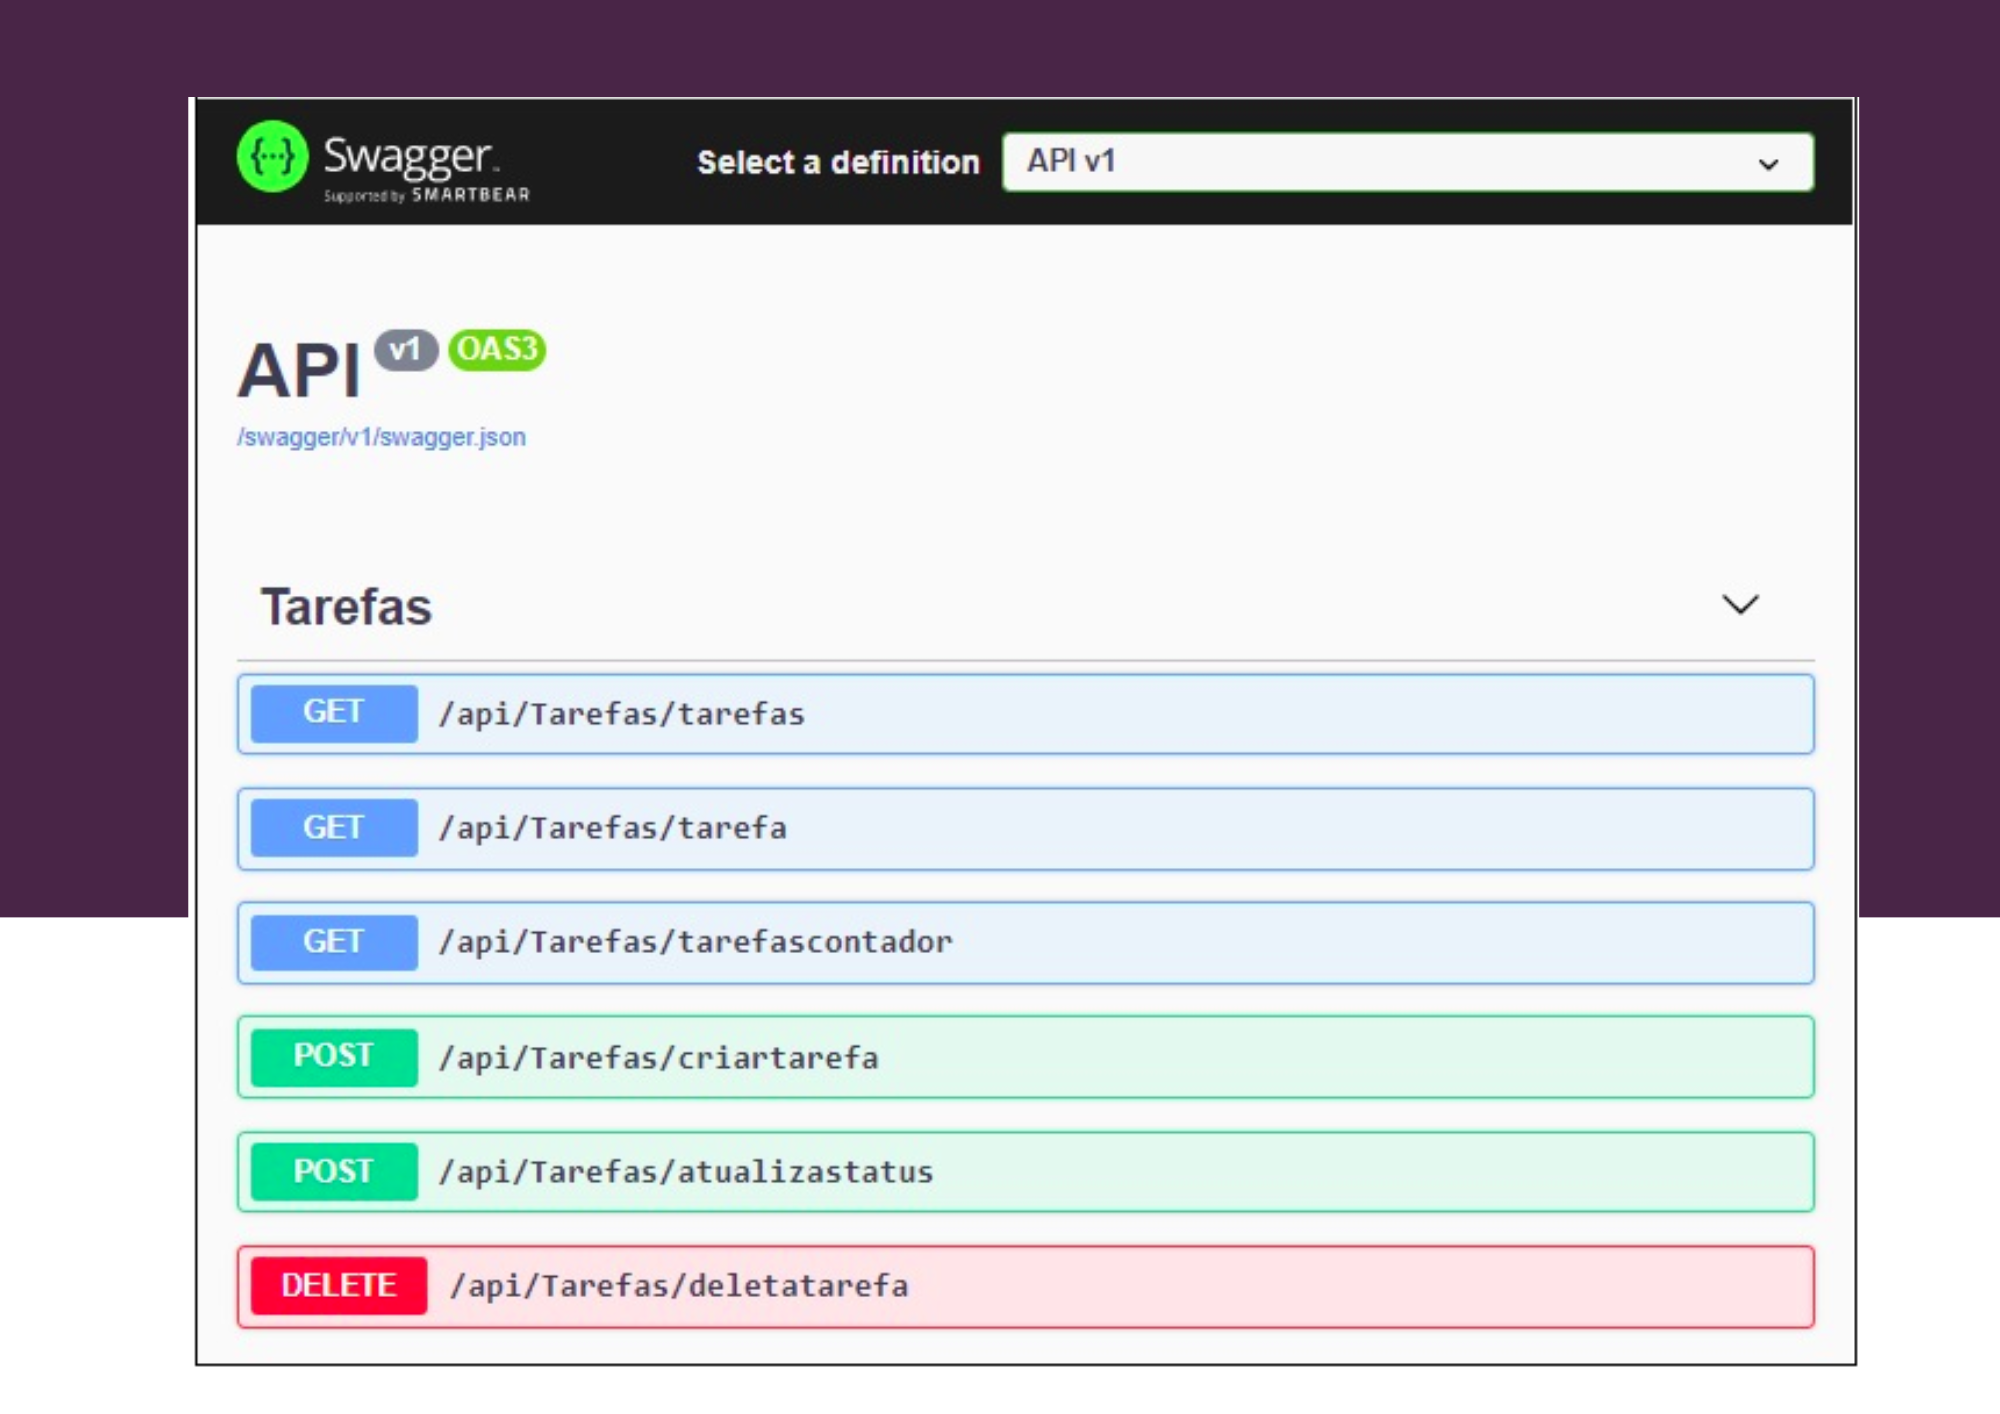 Swagger
Supported by SMARTBEAR
Select a definition
API v1
API v1 OAS3
/swagger/v1/swagger.json
Tarefas
GET /api/Tarefas/tarefas
GET /api/Tarefas/tarefa
GET /api/Tarefas/tarefascontador
POST /api/Tarefas/criartarefa
POST /api/Tarefas/atualizastatus
DELETE /api/Tarefas/deletatarefa